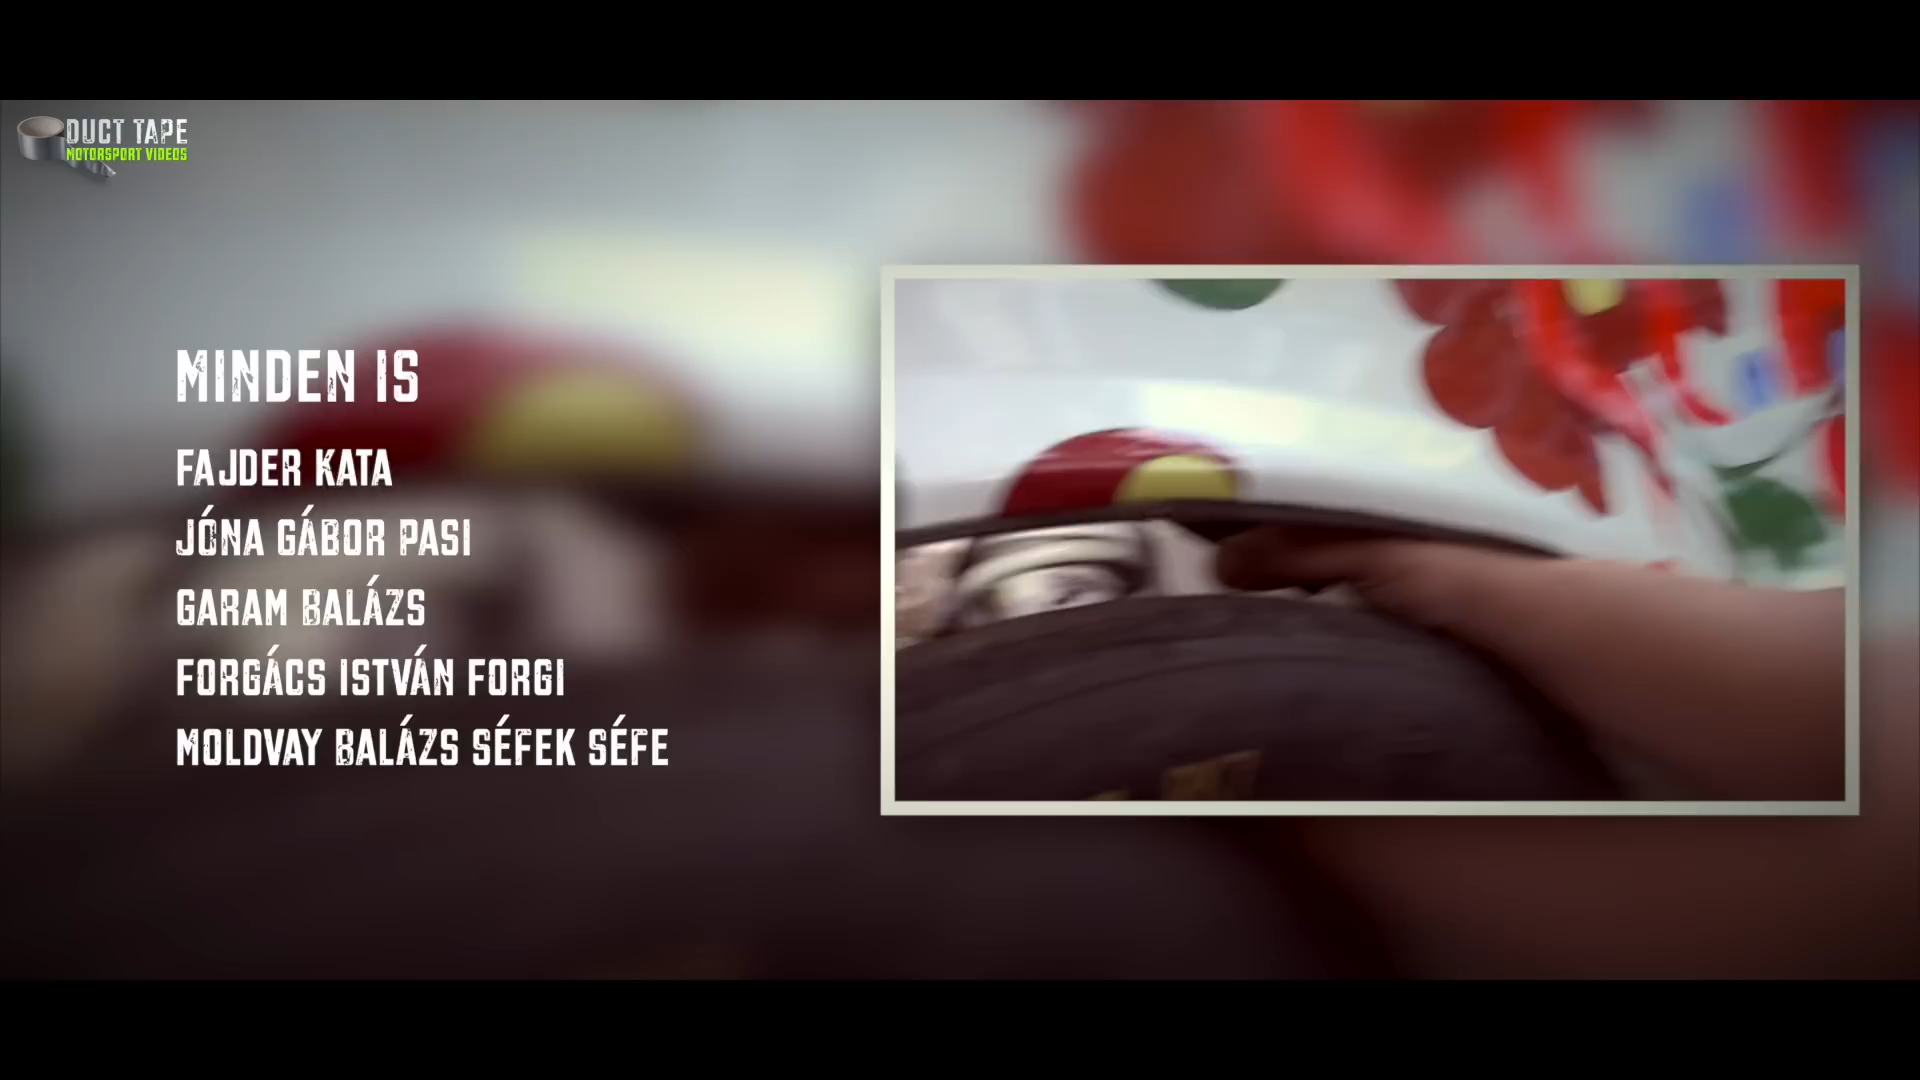 DUCT TAPE
MOTORSPORT VIDEOS
MINDEN IS
FAJDER KATA
JÓNA GÁBOR PASI
GARAM BALÁZS
FORGÁCS ISTVÁN FORGI
MOLDVAY BALÁZS SÉFEK SÉFE